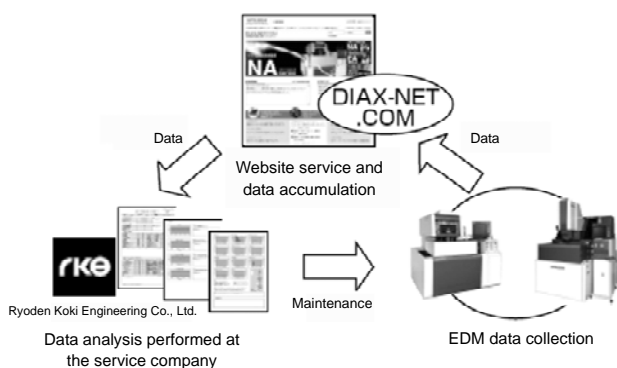 NA
DIAX-NET
.COM
Data
Data
Website service and
data accumulation
rke
Ryoden Koki Engineering Co., Ltd.
Maintenance
Data analysis performed at
the service company
EDM data collection